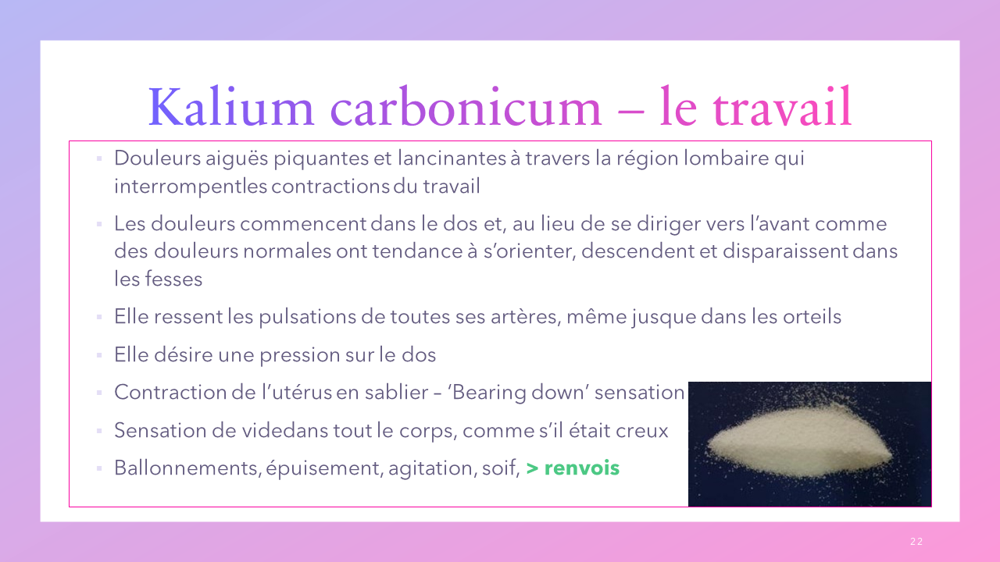 Kalium carbonicum – le travail
Douleurs aiguës piquantes et lancinantes à travers la région lombaire qui
interrompentles contractions du travail
Les douleurs commencent dans le dos et, au lieu de se diriger vers l’avant comme
des douleurs normales ont tendance à s’orienter, descendent et disparaissent dans
les fesses
Elle ressent les pulsations de toutes ses artères, même jusque dans les orteils
Elle désire une pression sur le dos
Contraction de l’utérus en sablier – ‘Bearing down’ sensation
Sensation de videdans tout le corps, comme s’il était creux
Ballonnements, épuisement, agitation, soif, > renvois
22